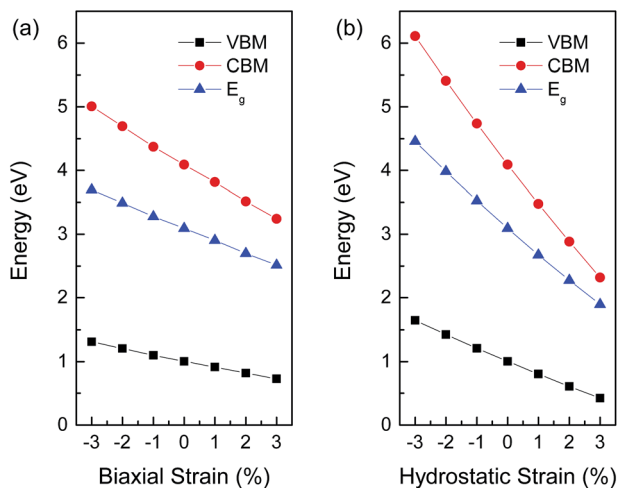 (a)
VBM
CBM
E_g
6
5
4
3
2
1
0
Energy (eV)
-3 -2 -1 0 1 2 3
Biaxial Strain (%)
(b)
VBM
CBM
E_g
6
5
4
3
2
1
0
Energy (eV)
-3 -2 -1 0 1 2 3
Hydrostatic Strain (%)